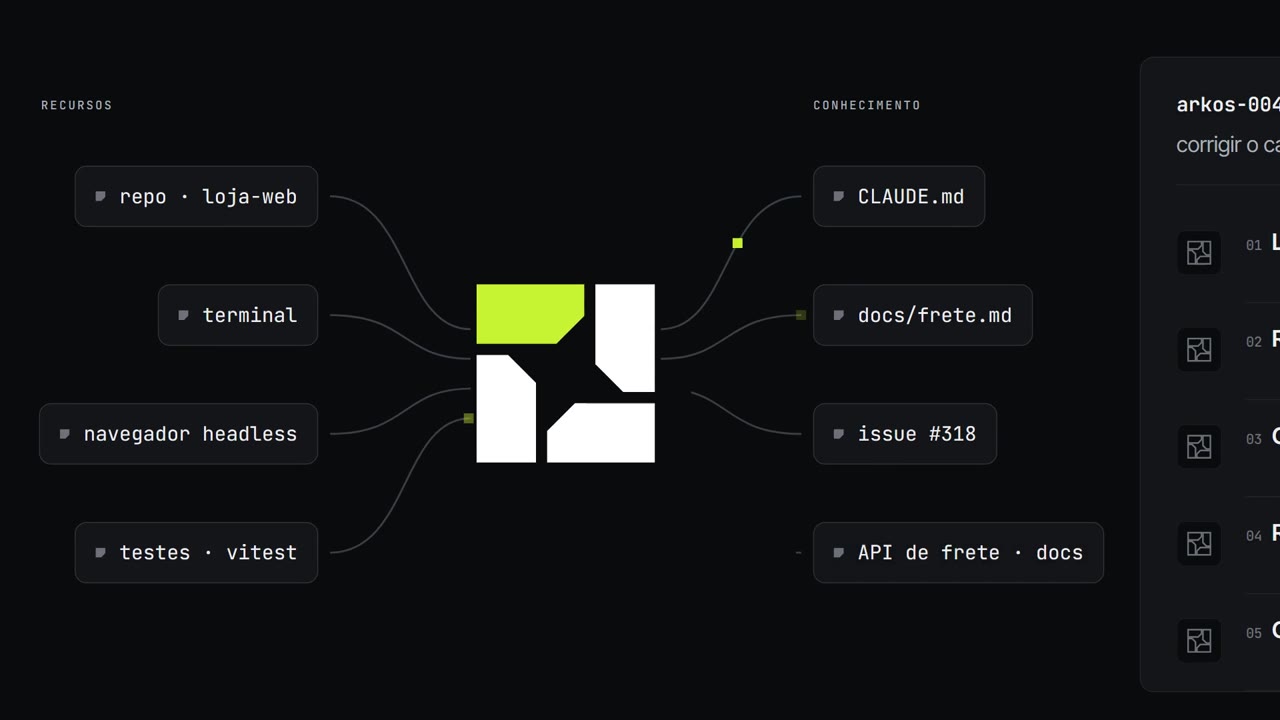 RECURSOS
repo · loja-web
terminal
navegador headless
testes · vitest
CONHECIMENTO
CLAUDE.md
docs/frete.md
issue #318
API de frete · docs
arkos-004
corrigir o ca
01
02
03
04
05